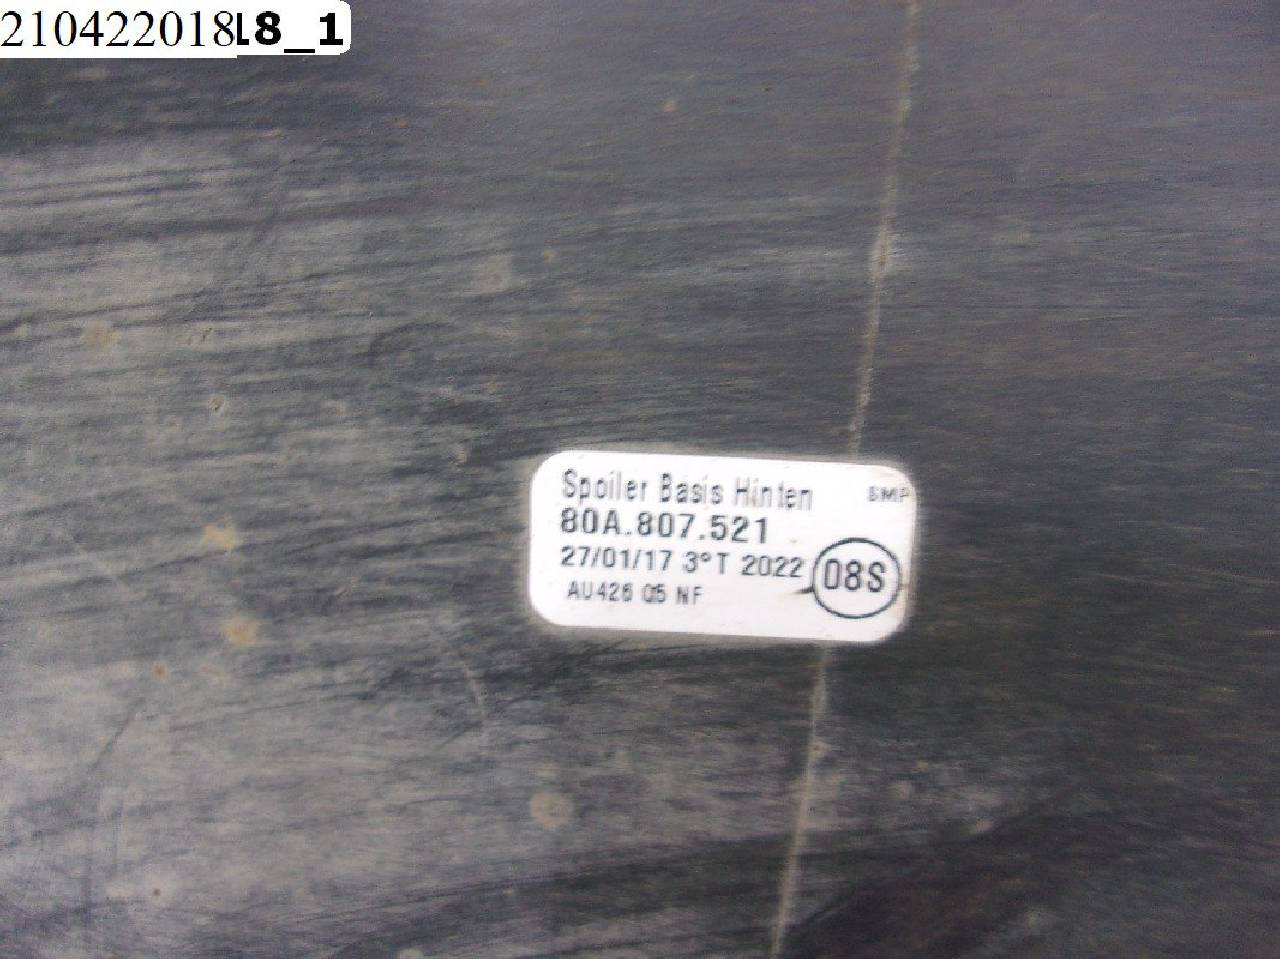 210422018L8_1
Spoiler Basis Hinten
SMP
80A.807.521
27/01/17 3°T 2022
08S
AU426 Q5 NF